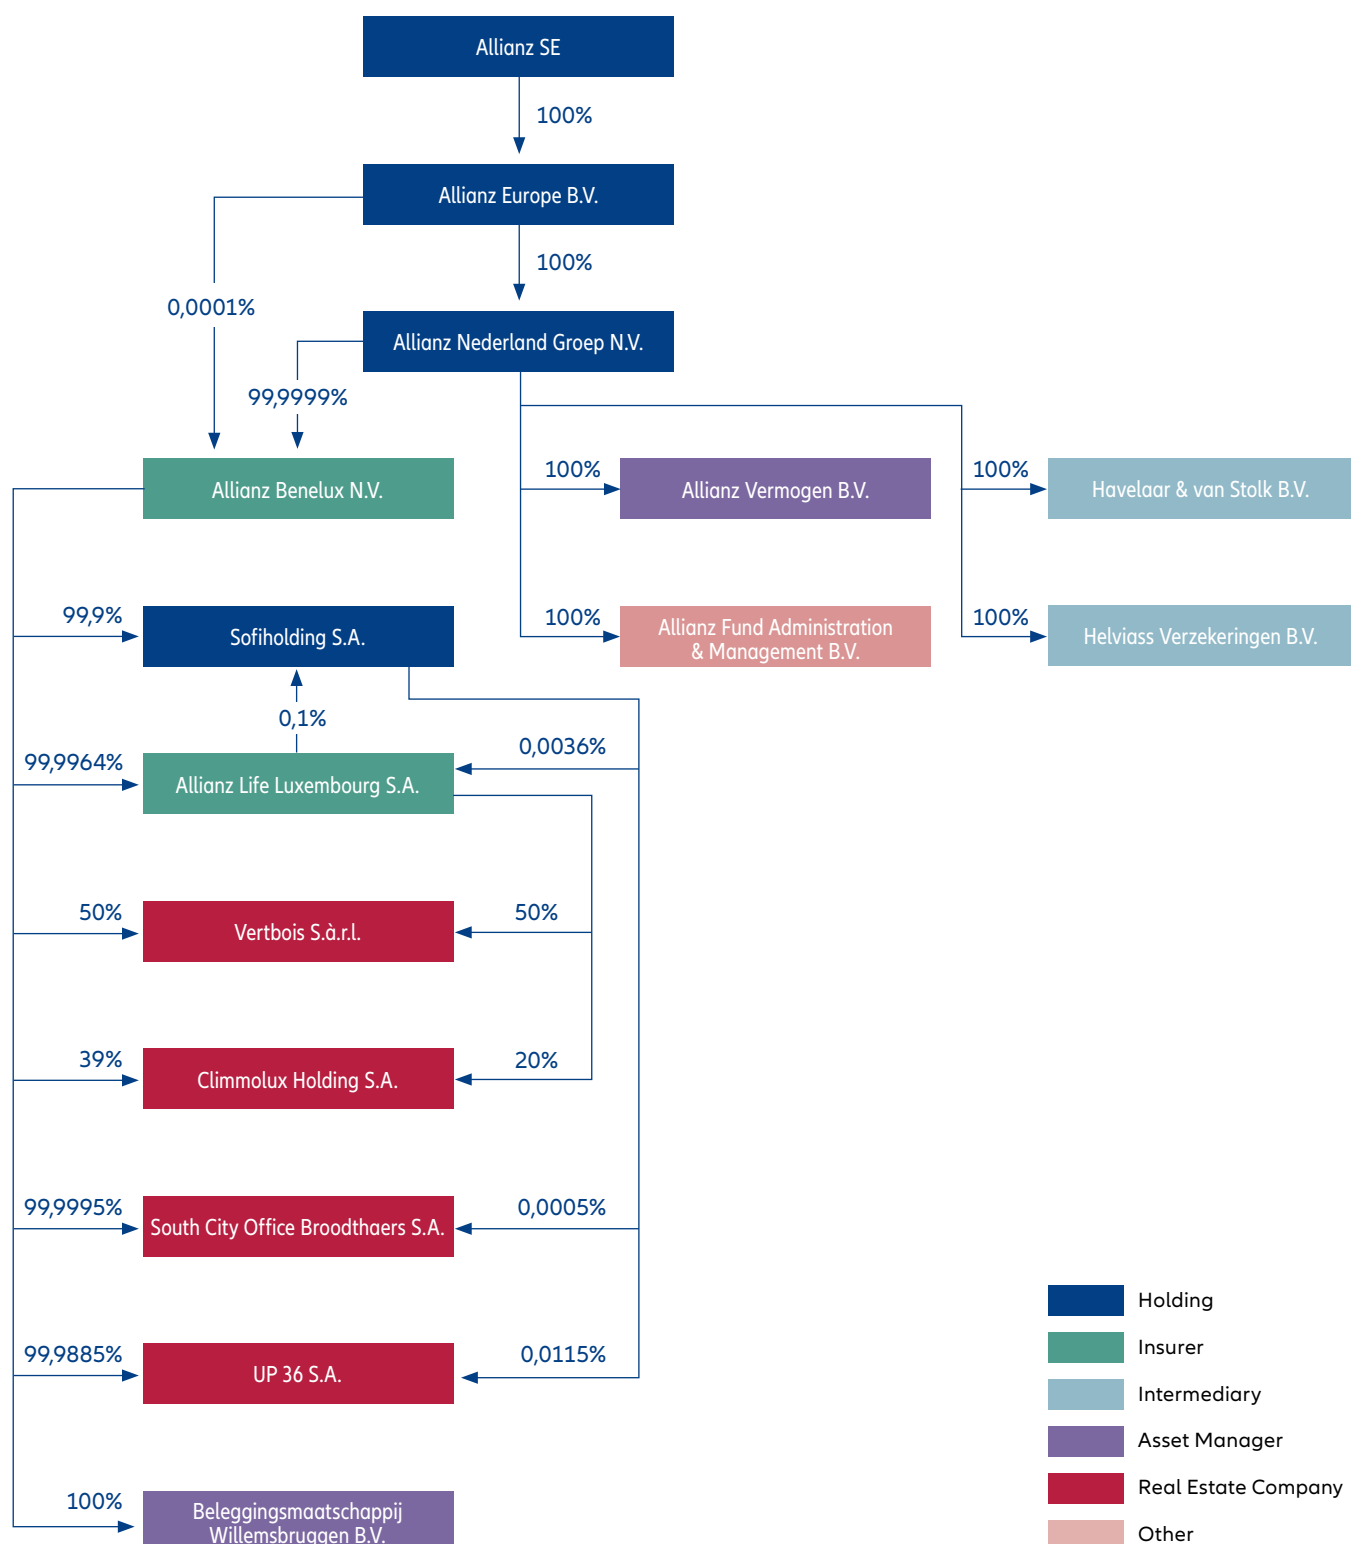 Allianz SE
100%
Allianz Europe B.V.
100%
0,0001%
Allianz Nederland Groep N.V.
99,9999%
Allianz Benelux N.V.
100%
Allianz Vermogen B.V.
100%
Havelaar & van Stolk B.V.
99,9%
Sofiholding S.A.
100%
Allianz Fund Administration
& Management B.V.
100%
Helviass Verzekeringen B.V.
0,1%
99,9964%
Allianz Life Luxembourg S.A.
0,0036%
50%
Vertbois S.à.r.l.
50%
39%
Climmolux Holding S.A.
20%
99,9995%
South City Office Broodthaers S.A.
0,0005%
99,9885%
UP 36 S.A.
0,0115%
100%
Beleggingsmaatschappij
Willemsbruggen B.V.
Holding
Insurer
Intermediary
Asset Manager
Real Estate Company
Other